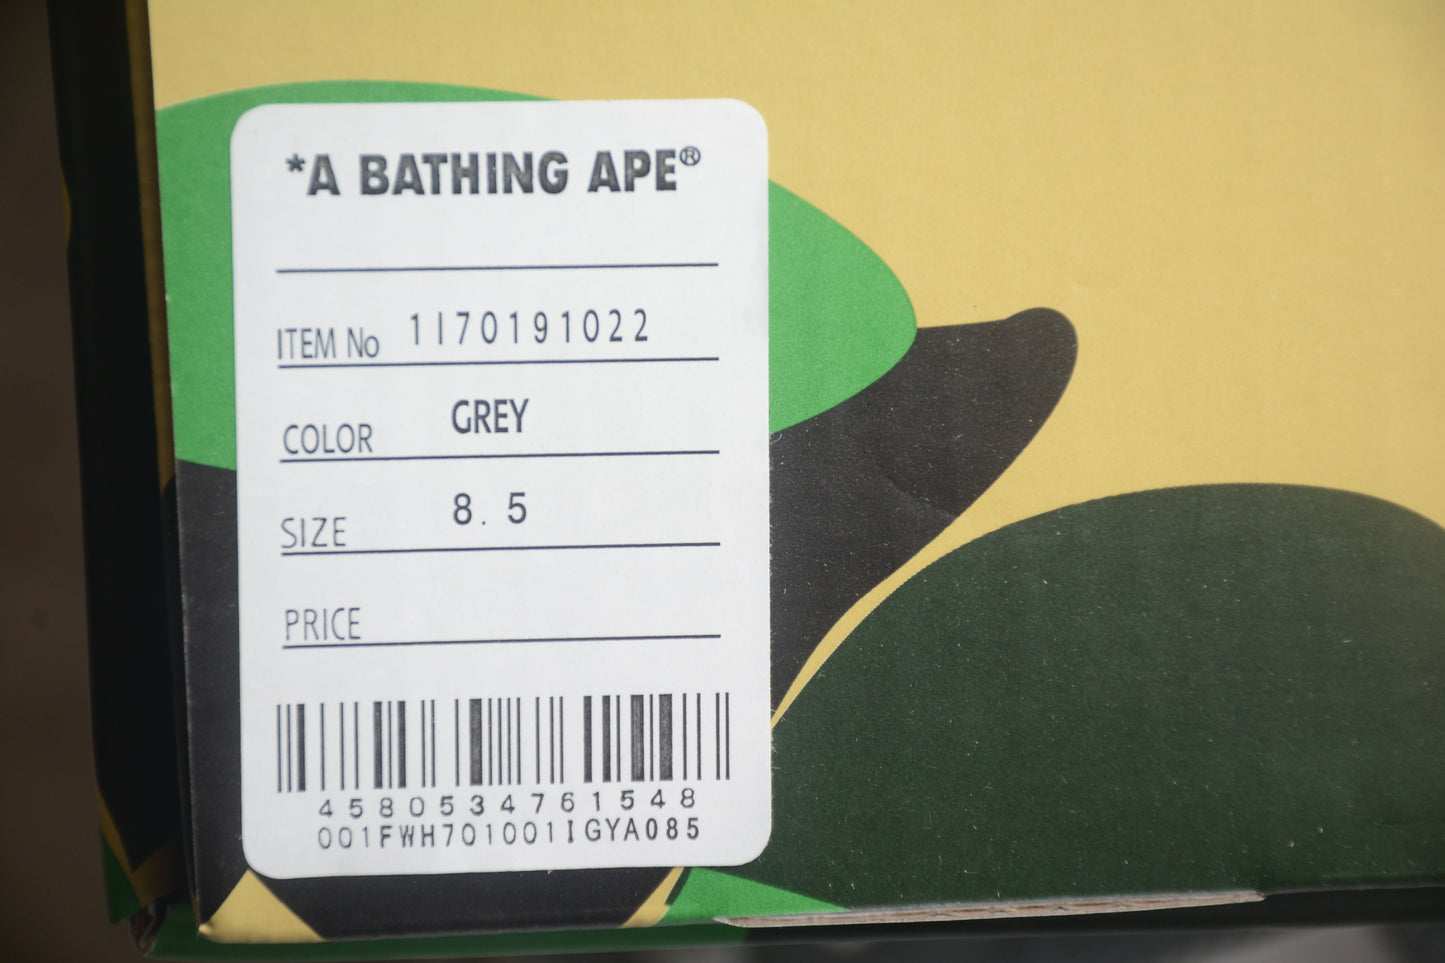 *A BATHING APE®
ITEM No 1I70191022
COLOR GREY
SIZE 8.5
PRICE
4580534761548
001FWH701001IGYA085